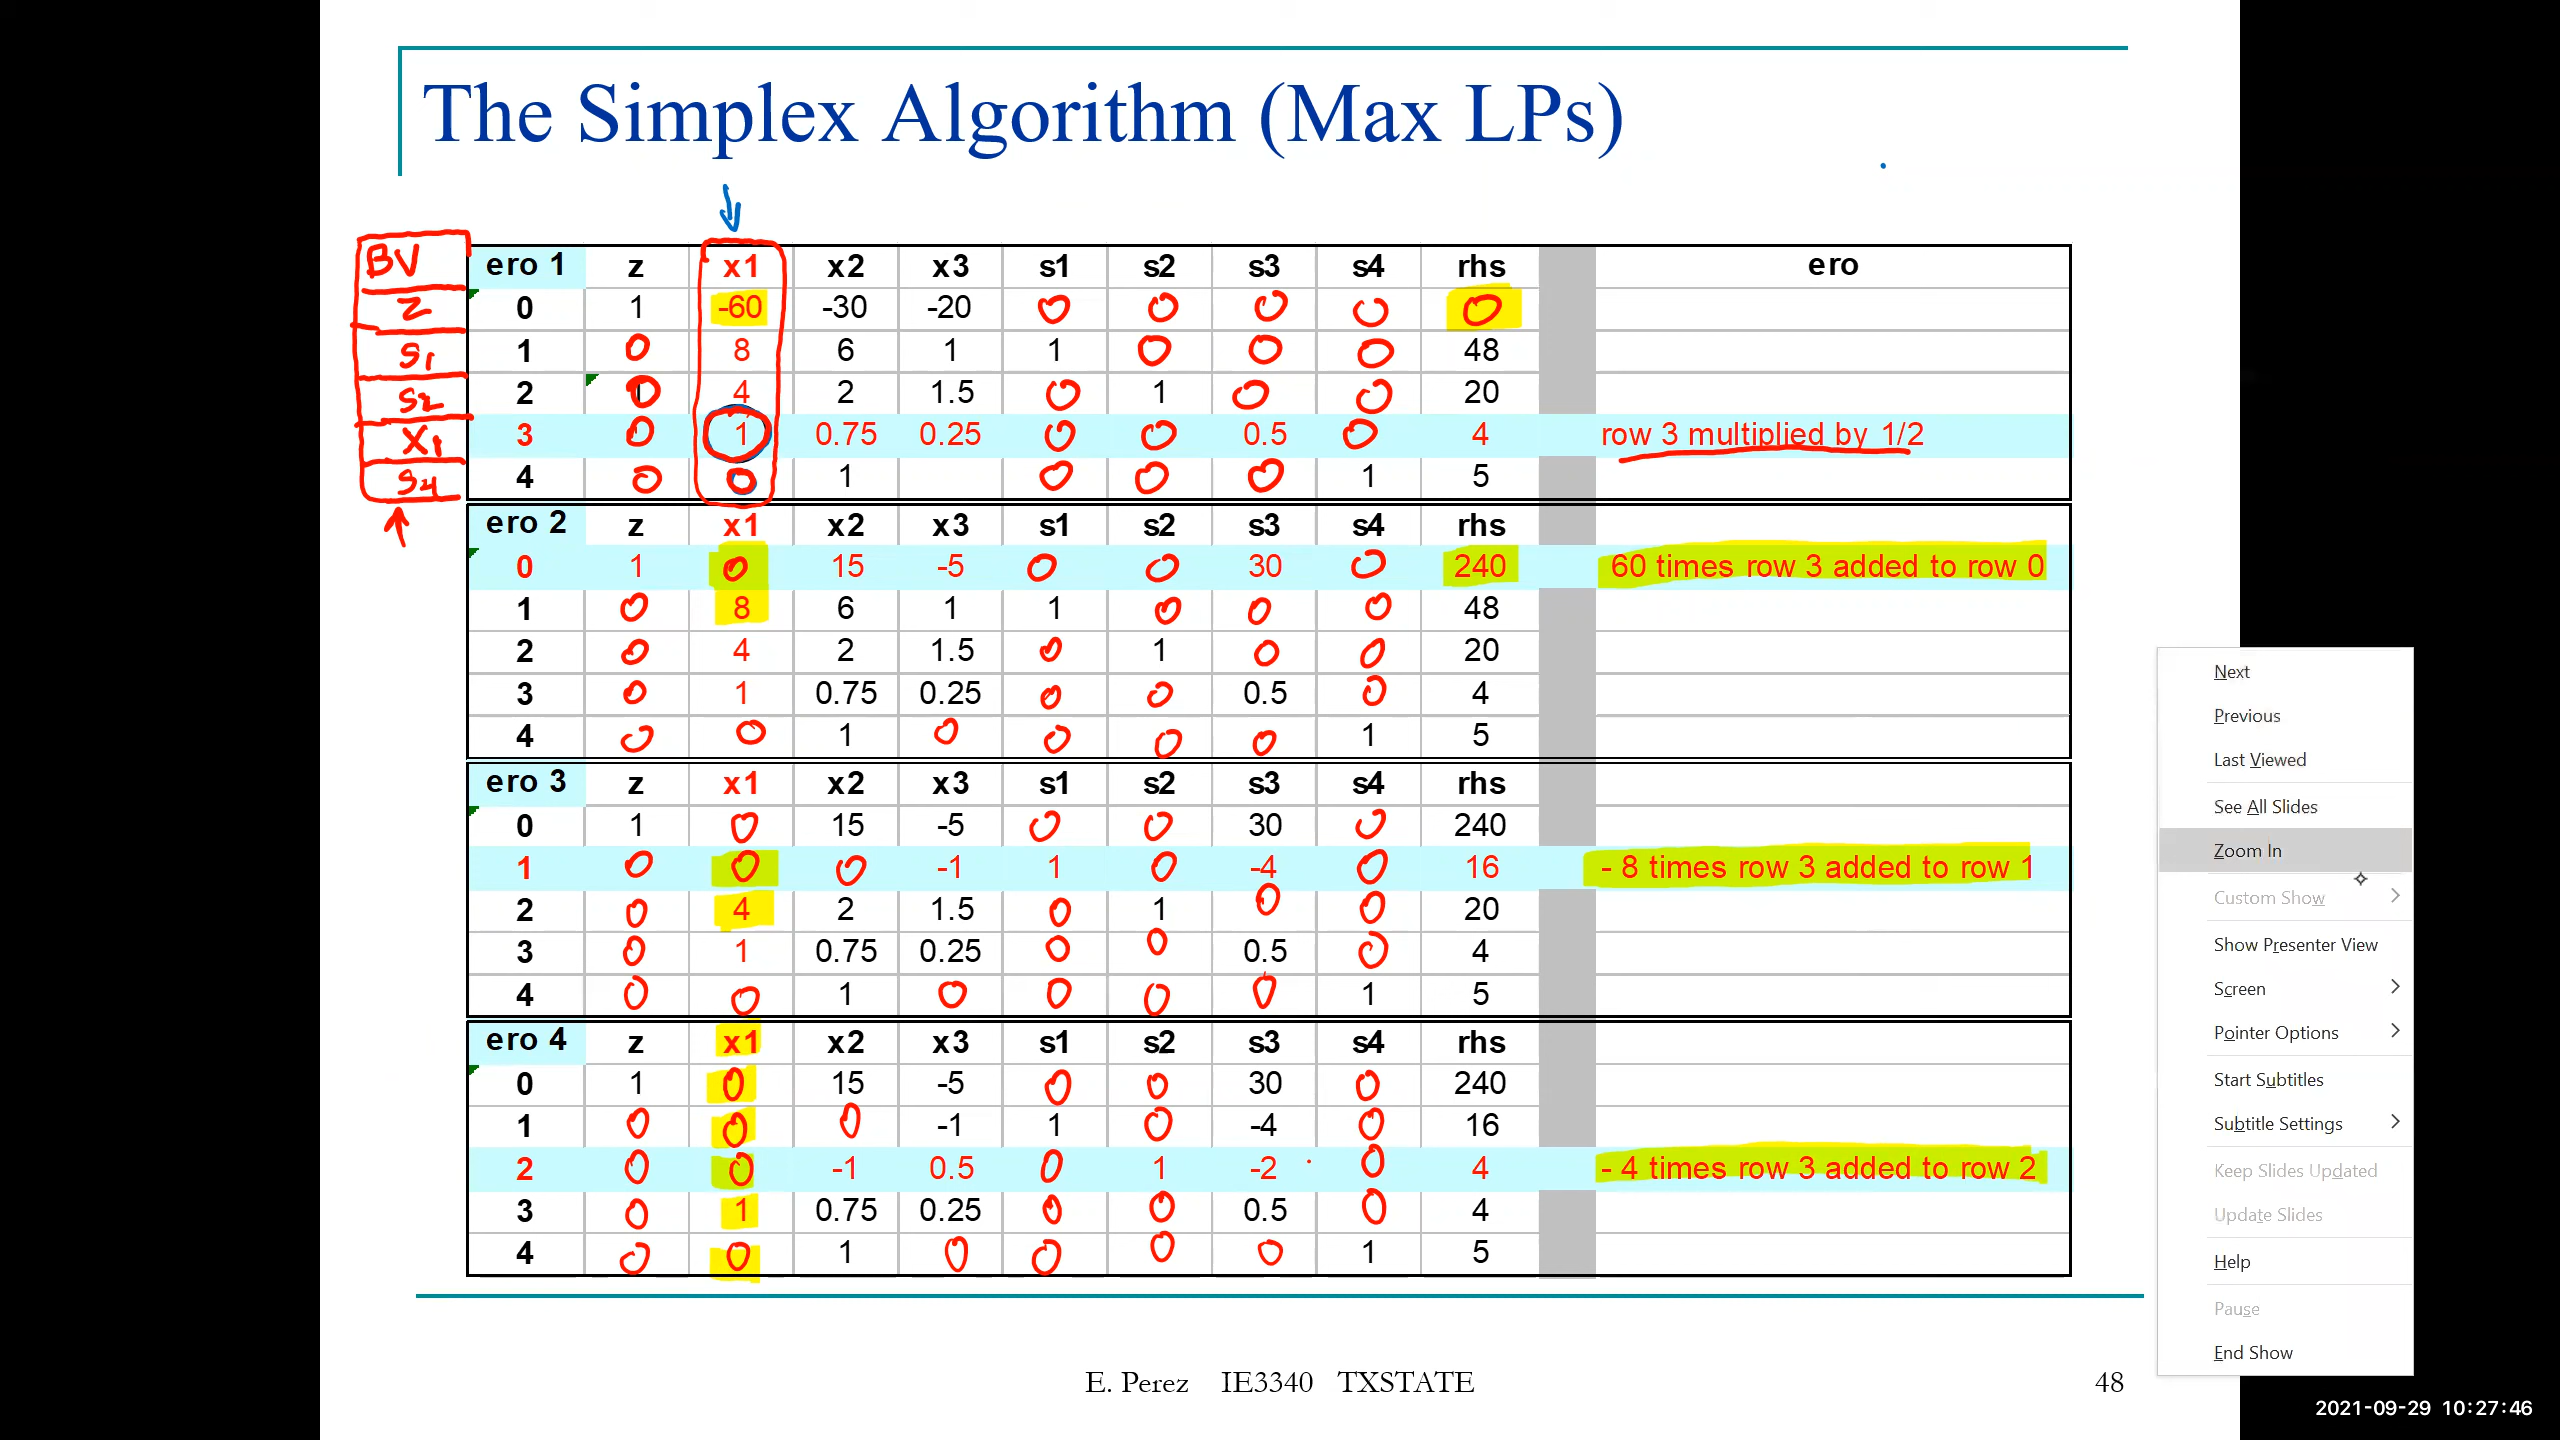 The Simplex Algorithm (Max LPs)
BV ero 1 z x1 x2 x3 s1 s2 s3 s4 rhs ero
Z 0 1 -60 -30 -20 0 0 0 0 0
S1 1 0 8 6 1 1 0 0 0 48
S2 2 0 4 2 1.5 0 1 0 0 20
X1 3 0 1 0.75 0.25 0 0 0.5 0 4 row 3 multiplied by 1/2
S4 4 0 0 1 0 0 0 1 5
ero 2 z x1 x2 x3 s1 s2 s3 s4 rhs
0 1 0 15 -5 0 0 30 0 240 60 times row 3 added to row 0
1 0 8 6 1 1 0 0 0 48
2 0 4 2 1.5 0 1 0 0 20
3 0 1 0.75 0.25 0 0 0.5 0 4
4 0 0 1 0 0 0 0 1 5
ero 3 z x1 x2 x3 s1 s2 s3 s4 rhs
0 1 0 15 -5 0 0 30 0 240
1 0 0 0 -1 1 0 -4 0 16 - 8 times row 3 added to row 1
2 0 4 2 1.5 0 1 0 0 20
3 0 1 0.75 0.25 0 0 0.5 0 4
4 0 0 1 0 0 0 0 1 5
ero 4 z x1 x2 x3 s1 s2 s3 s4 rhs
0 1 0 15 -5 0 0 30 0 240
1 0 0 0 -1 1 0 -4 0 16
2 0 0 -1 0.5 0 1 -2 0 4 - 4 times row 3 added to row 2
3 0 1 0.75 0.25 0 0 0.5 0 4
4 0 0 1 0 0 0 0 1 5
E. Perez IE3340 TXSTATE
48
Next
Previous
Last Viewed
See All Slides
Zoom In
Custom Show
Show Presenter View
Screen
Pointer Options
Start Subtitles
Subtitle Settings
Keep Slides Updated
Update Slides
Help
Pause
End Show
2021-09-29 10:27:46